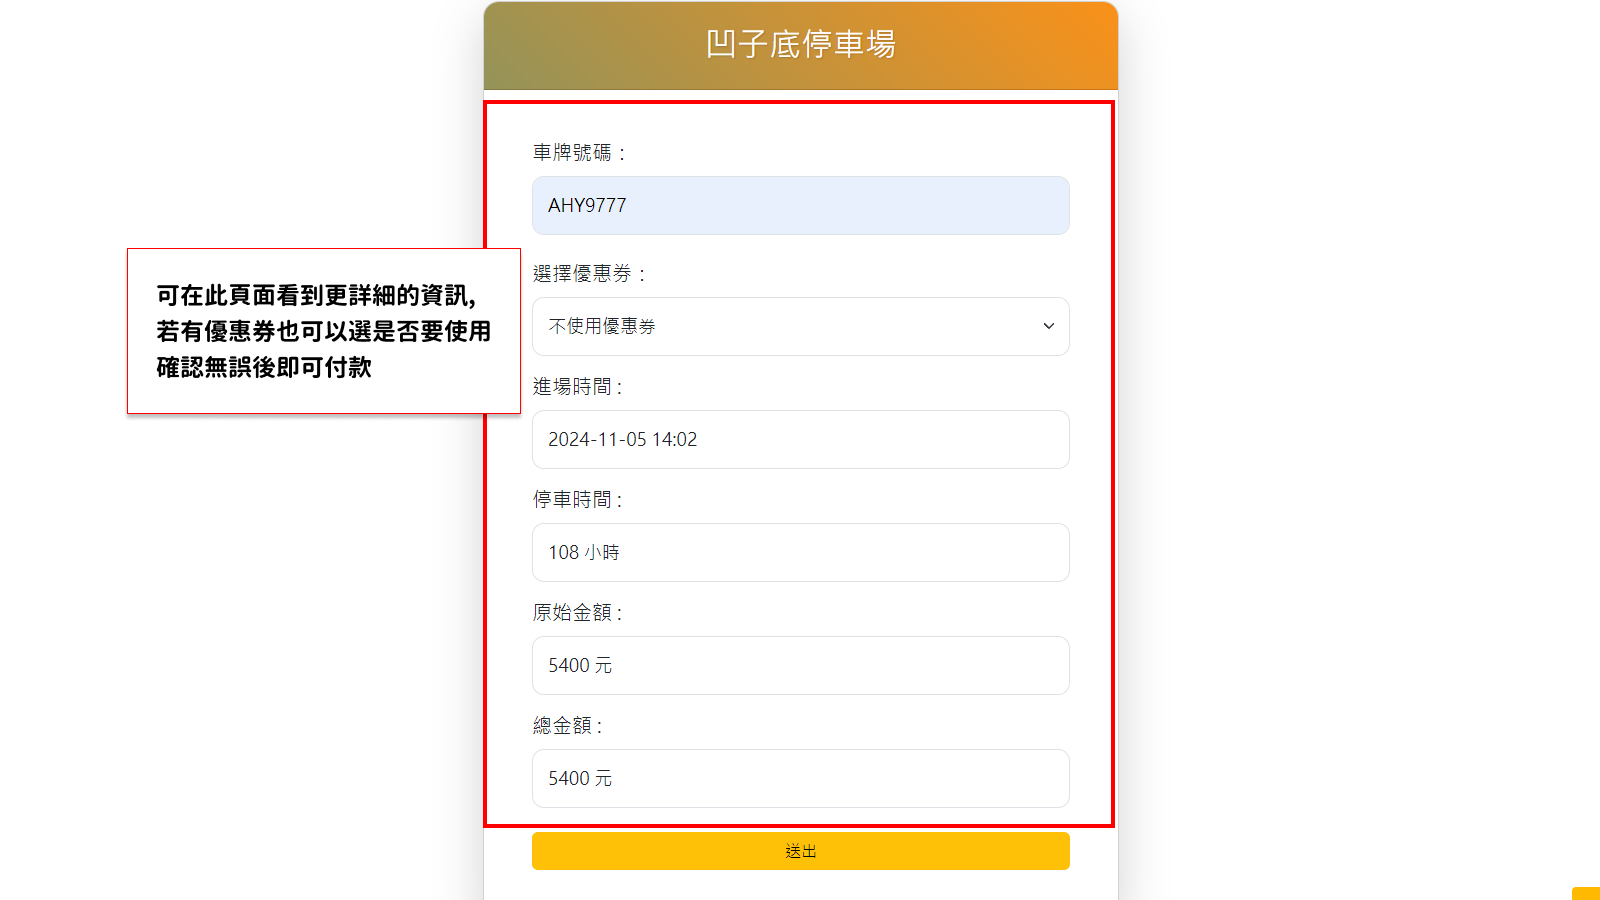 凹子底停車場
車牌號碼：
AHY9777
可在此頁面看到更詳細的資訊，
若有優惠券也可以選是否要使用
確認無誤後即可付款
選擇優惠券：
不使用優惠券
進場時間：
2024-11-05 14:02
停車時間：
108 小時
原始金額：
5400 元
總金額：
5400 元
送出